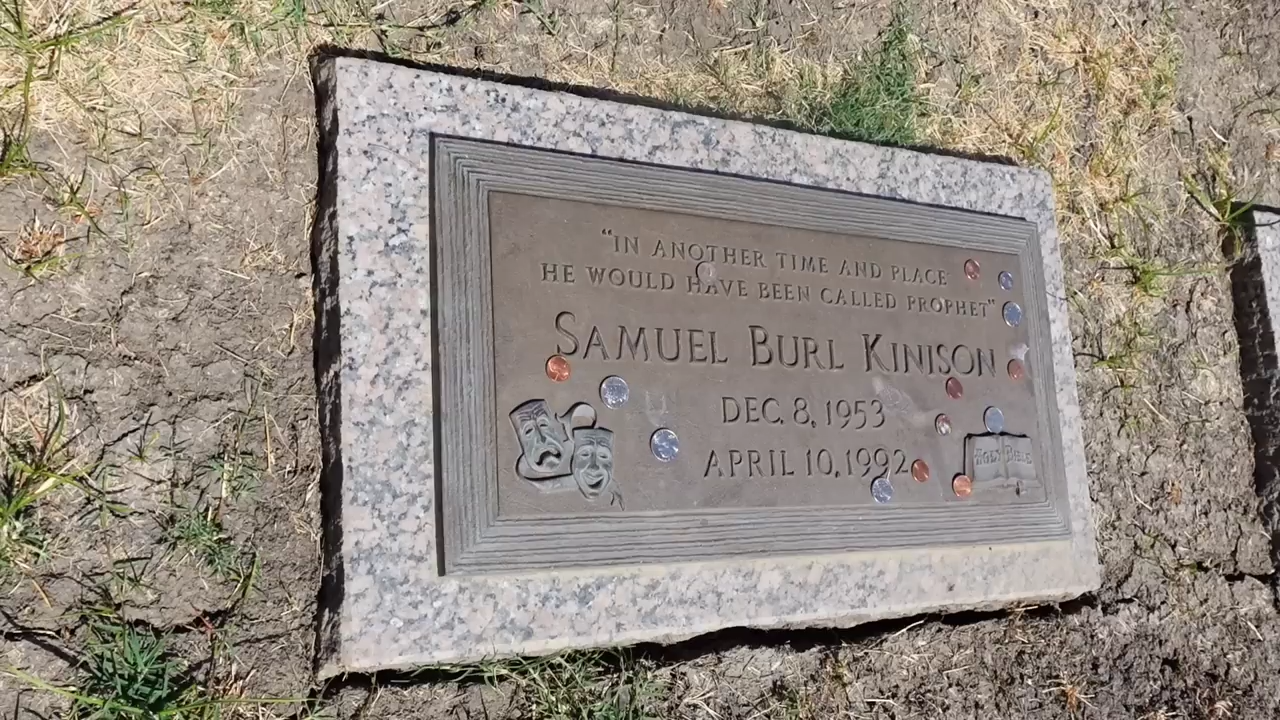 “IN ANOTHER TIME AND PLACE
HE WOULD HAVE BEEN CALLED PROPHET”
SAMUEL BURL KINISON
DEC. 8, 1953
APRIL 10, 1992
HOLY BIBLE